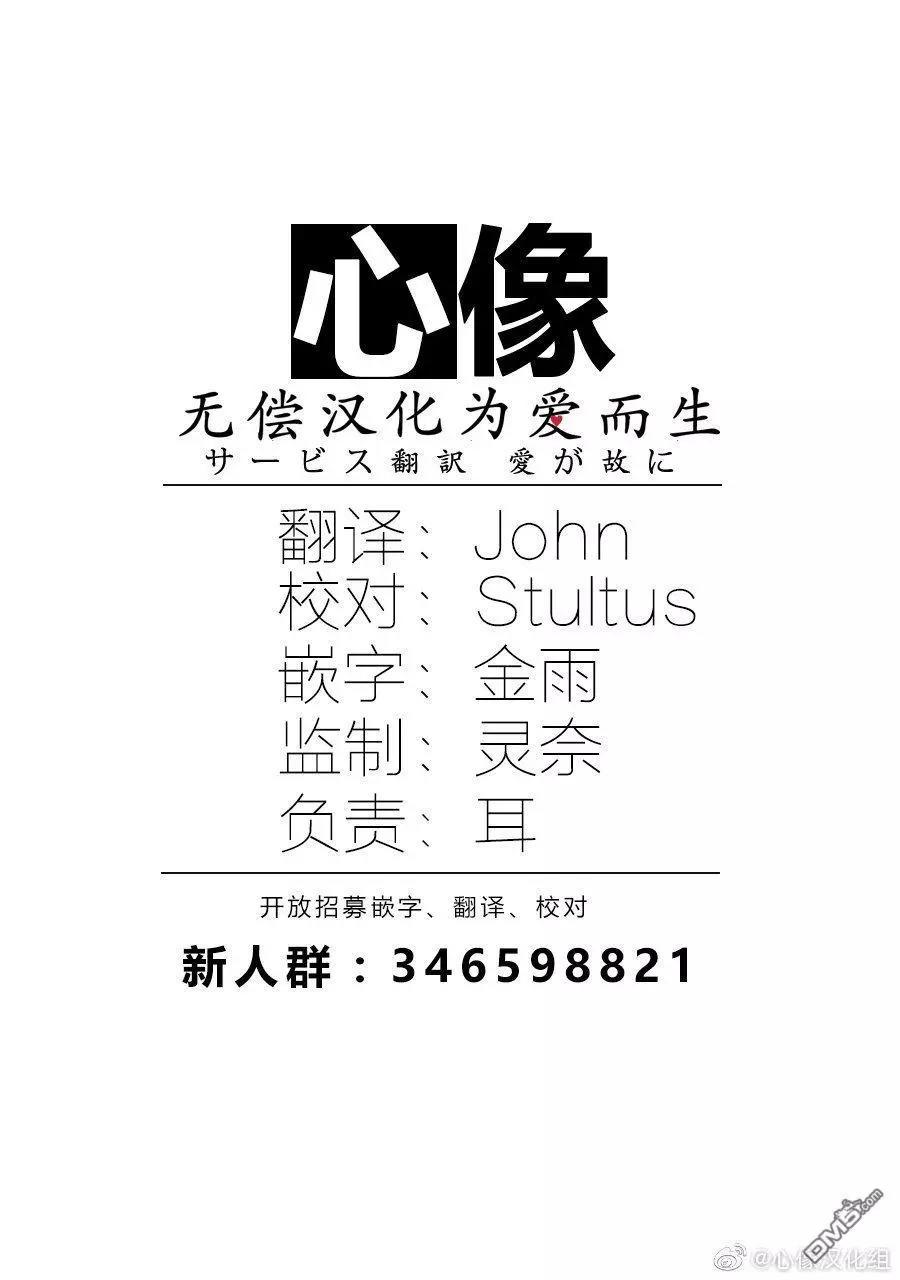 心像
无偿汉化为爱而生
サービス翻訳 愛が故に
翻译：John
校对：Stultus
嵌字：金雨
监制：灵奈
负责：耳
开放招募嵌字、翻译、校对
新人群：346598821
DM5.com
@心像汉化组